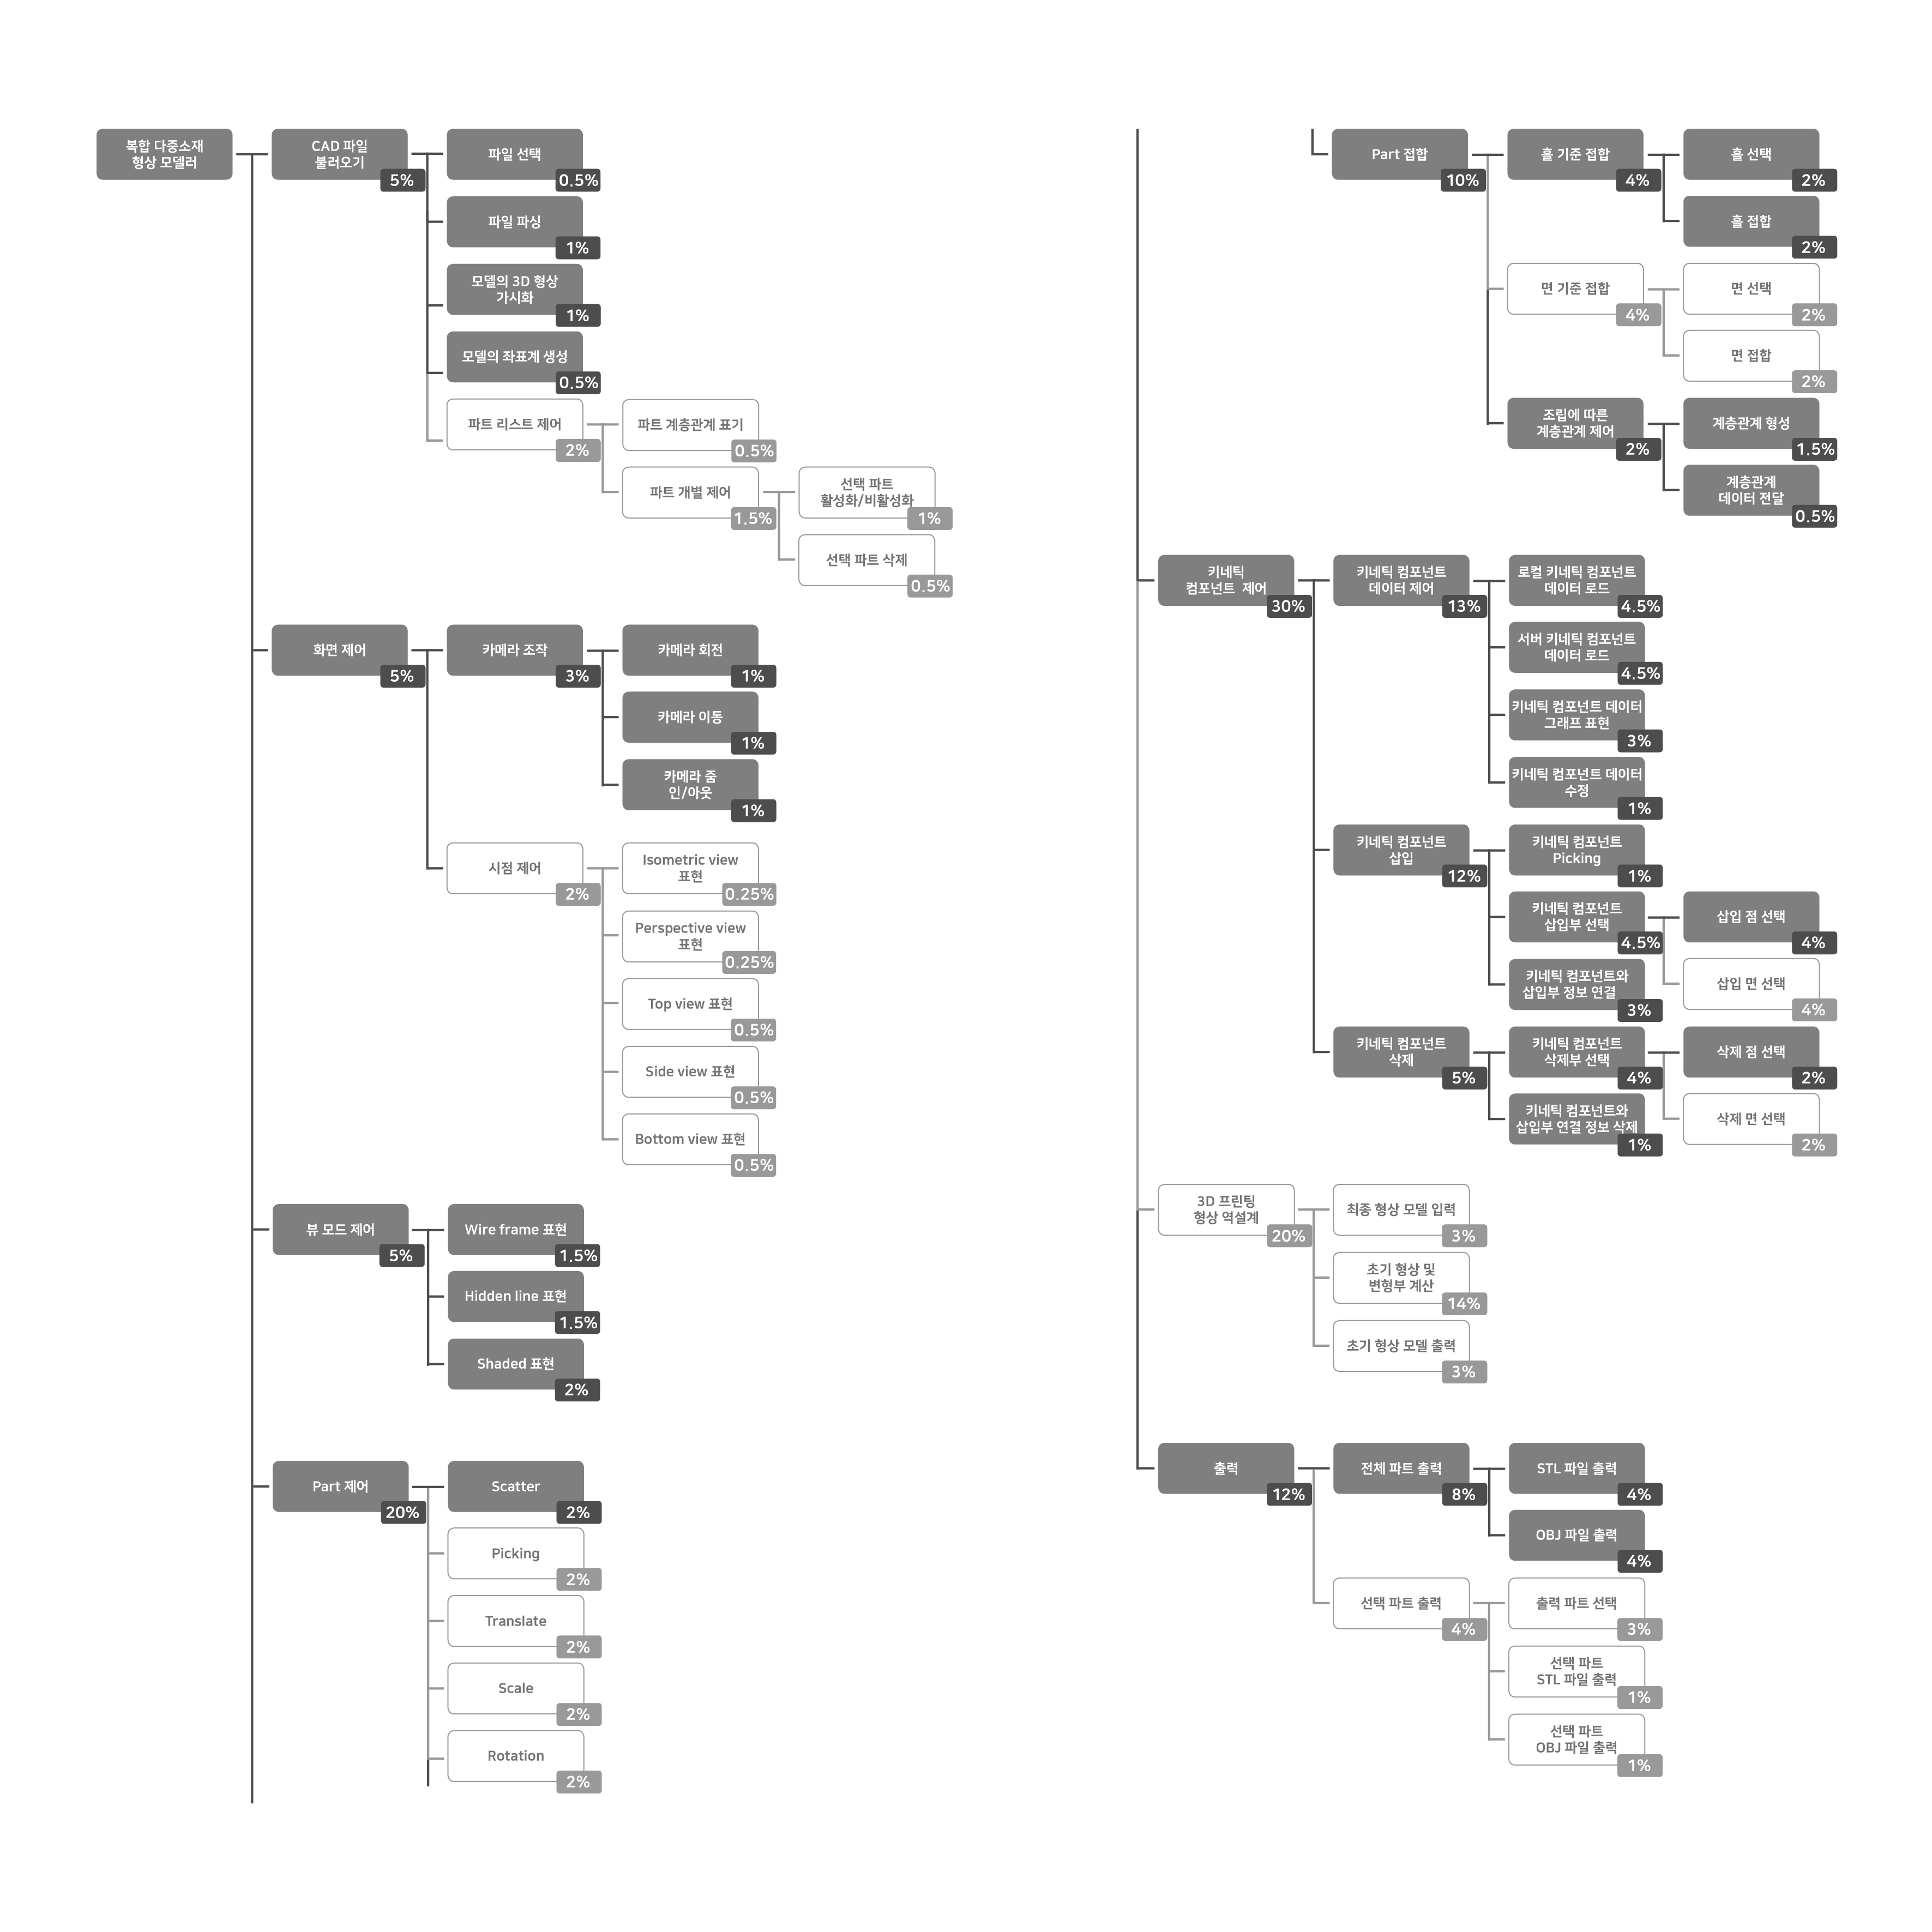 복합 다중소재
형상 모델러
CAD 파일
불러오기
5%
파일 선택
0.5%
파일 파싱
1%
모델의 3D 형상
가시화
1%
모델의 좌표계 생성
0.5%
파트 리스트 제어
2%
파트 계층관계 표기
0.5%
파트 개별 제어
1.5%
선택 파트
활성화/비활성화
1%
선택 파트 삭제
0.5%
화면 제어
5%
카메라 조작
3%
카메라 회전
1%
카메라 이동
1%
카메라 줌
인/아웃
1%
시점 제어
2%
Isometric view
표현
0.25%
Perspective view
표현
0.25%
Top view 표현
0.5%
Side view 표현
0.5%
Bottom view 표현
0.5%
뷰 모드 제어
5%
Wire frame 표현
1.5%
Hidden line 표현
1.5%
Shaded 표현
2%
Part 제어
20%
Scatter
2%
Picking
2%
Translate
2%
Scale
2%
Rotation
2%
Part 접합
10%
홀 기준 접합
4%
홀 선택
2%
홀 접합
2%
면 기준 접합
4%
면 선택
2%
면 접합
2%
조립에 따른
계층관계 제어
2%
계층관계 형성
1.5%
계층관계
데이터 전달
0.5%
키네틱
컴포넌트 제어
30%
키네틱 컴포넌트
데이터 제어
13%
로컬 키네틱 컴포넌트
데이터 로드
4.5%
서버 키네틱 컴포넌트
데이터 로드
4.5%
키네틱 컴포넌트 데이터
그래프 표현
3%
키네틱 컴포넌트 데이터
수정
1%
키네틱 컴포넌트
삽입
12%
키네틱 컴포넌트
Picking
1%
키네틱 컴포넌트
삽입부 선택
4.5%
삽입 점 선택
4%
삽입 면 선택
4%
키네틱 컴포넌트와
삽입부 정보 연결
3%
키네틱 컴포넌트
삭제
5%
키네틱 컴포넌트
삭제부 선택
4%
삭제 점 선택
2%
삭제 면 선택
2%
키네틱 컴포넌트와
삽입부 연결 정보 삭제
1%
3D 프린팅
형상 역설계
20%
최종 형상 모델 입력
3%
초기 형상 및
변형부 계산
14%
초기 형상 모델 출력
3%
출력
12%
전체 파트 출력
8%
STL 파일 출력
4%
OBJ 파일 출력
4%
선택 파트 출력
4%
출력 파트 선택
3%
선택 파트
STL 파일 출력
1%
선택 파트
OBJ 파일 출력
1%